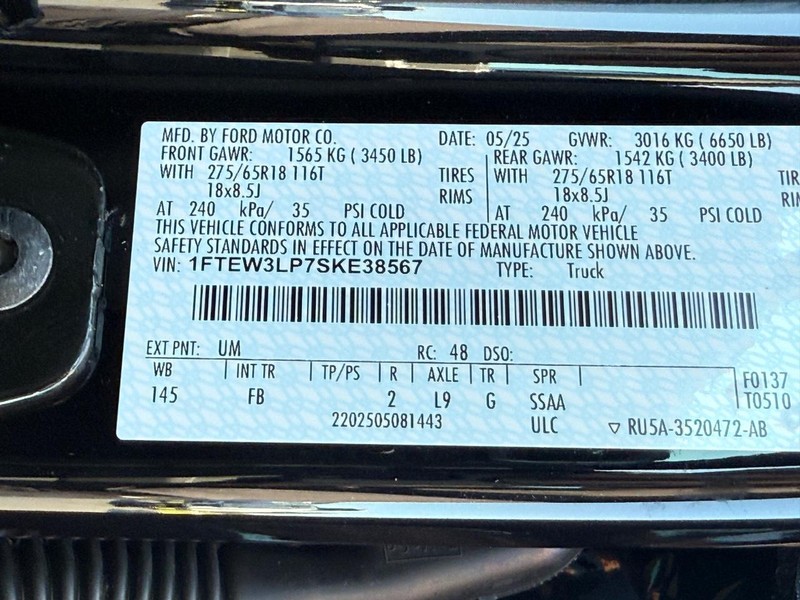 MFD. BY FORD MOTOR CO. DATE: 05/25 GVWR: 3016 KG ( 6650 LB)
FRONT GAWR: 1565 KG ( 3450 LB) REAR GAWR: 1542 KG ( 3400 LB)
WITH 275/65R18 116T TIRES WITH 275/65R18 116T TIR
18x8.5J RIMS 18x8.5J RIM
AT 240 kPa/ 35 PSI COLD AT 240 kPa/ 35 PSI COLD
THIS VEHICLE CONFORMS TO ALL APPLICABLE FEDERAL MOTOR VEHICLE
SAFETY STANDARDS IN EFFECT ON THE DATE OF MANUFACTURE SHOWN ABOVE.
VIN: 1FTEW3LP7SKE38567 TYPE: Truck
EXT PNT: UM RC: 48 DSO:
WB INT TR TP/PS R AXLE TR SPR F0137
145 FB 2 L9 G SSAA T0510
2202505081443 ULC ▽ RU5A-3520472-AB